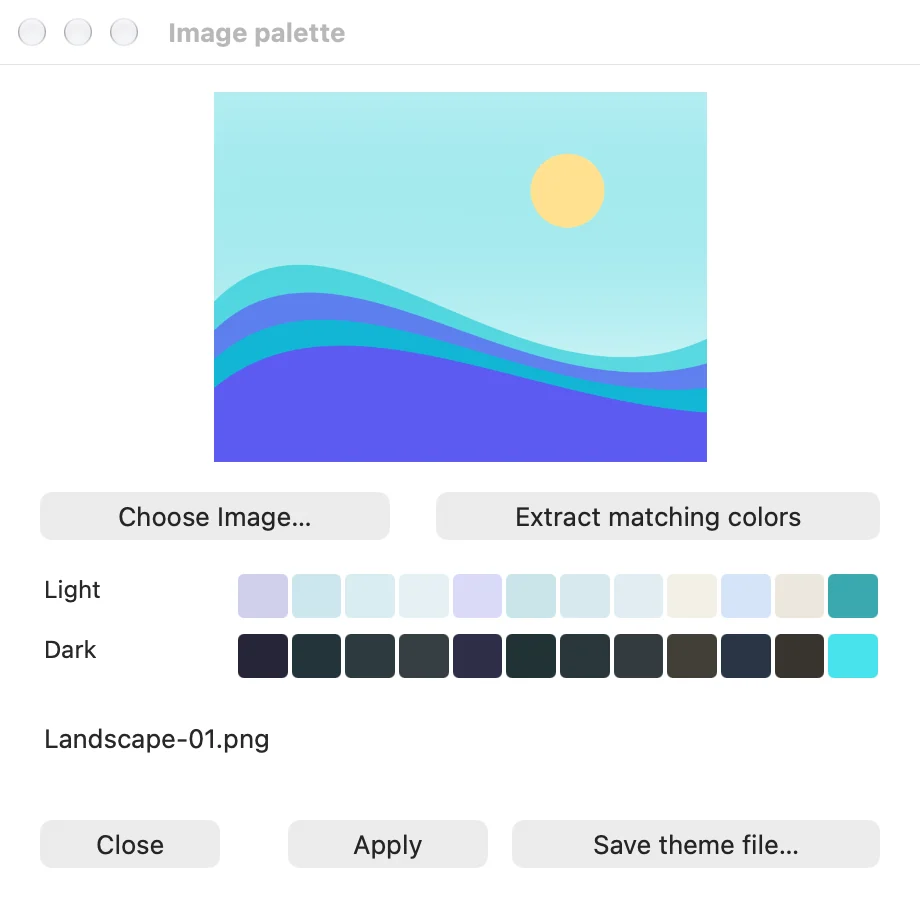 Image palette
Choose Image...
Extract matching colors
Light
Dark
Landscape-01.png
Close
Apply
Save theme file...